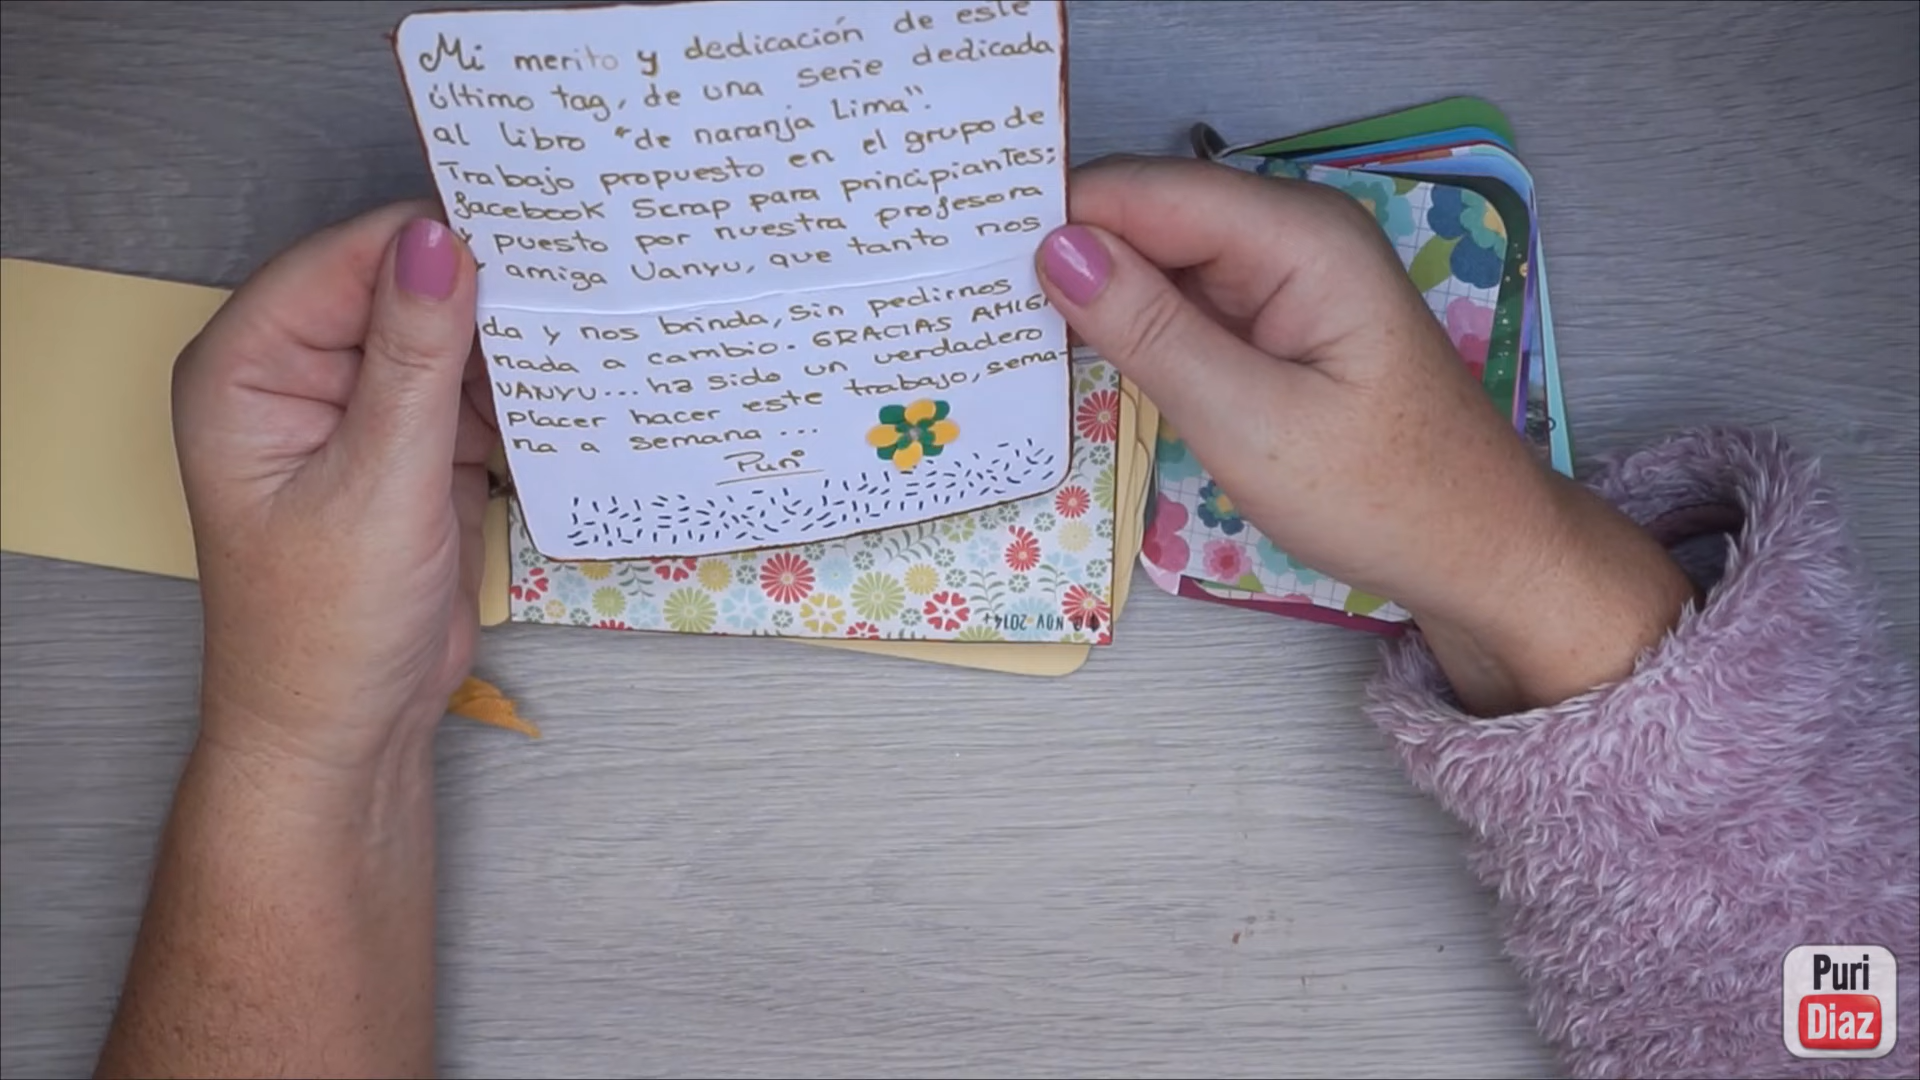 Mi merito y dedicación de este
último tag, de una serie dedicada
al libro "de naranja Lima".
Trabajo propuesto en el grupo de
facebook Scrap para principiantes;
y puesto por nuestra profesora
y amiga Vanyu, que tanto nos
da y nos brinda, sin pedirnos
nada a cambio. GRACIAS AMIGA
VANYU... ha sido un verdadero
placer hacer este trabajo, sema-
na a semana ...
Puri
NOV 2014
Puri
Diaz